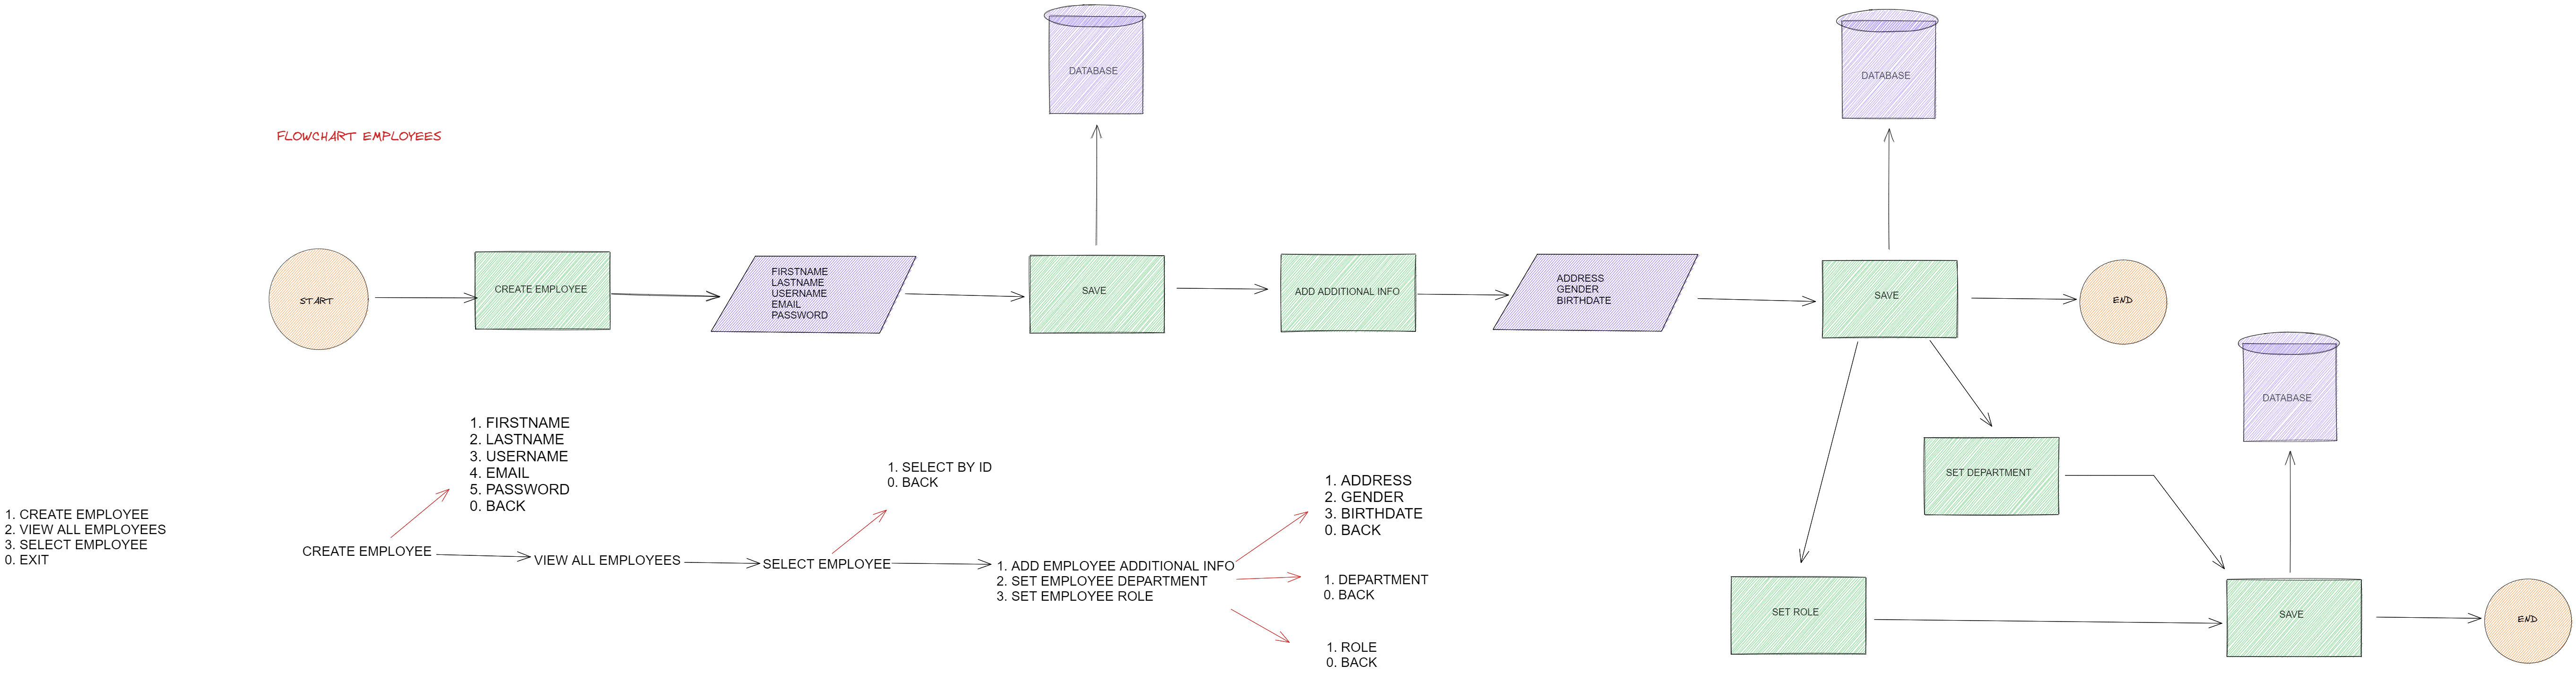 DATABASE
DATABASE
FLOWCHART EMPLOYEES
START
CREATE EMPLOYEE
FIRSTNAME
LASTNAME
USERNAME
EMAIL
PASSWORD
SAVE
ADD ADDITIONAL INFO
ADDRESS
GENDER
BIRTHDATE
SAVE
END
DATABASE
SET DEPARTMENT
SET ROLE
SAVE
END
1. CREATE EMPLOYEE
2. VIEW ALL EMPLOYEES
3. SELECT EMPLOYEE
0. EXIT
1. FIRSTNAME
2. LASTNAME
3. USERNAME
4. EMAIL
5. PASSWORD
0. BACK
CREATE EMPLOYEE
VIEW ALL EMPLOYEES
1. SELECT BY ID
0. BACK
SELECT EMPLOYEE
1. ADD EMPLOYEE ADDITIONAL INFO
2. SET EMPLOYEE DEPARTMENT
3. SET EMPLOYEE ROLE
1. ADDRESS
2. GENDER
3. BIRTHDATE
0. BACK
1. DEPARTMENT
0. BACK
1. ROLE
0. BACK